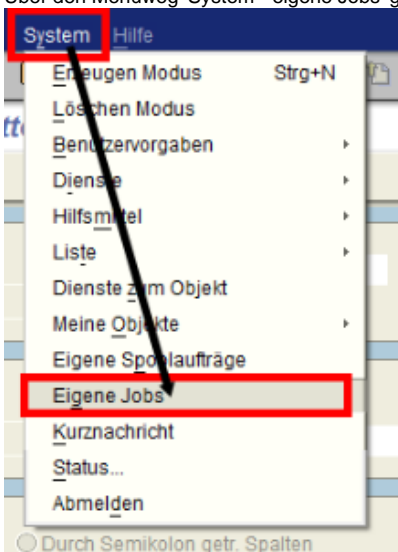 Über den Menüweg System - eigene Jobs
System Hilfe
Erzeugen Modus Strg+N
Löschen Modus
Benutzervorgaben
Dienste
Hilfsmittel
Liste
Dienste zum Objekt
Meine Objekte
Eigene Spoolaufträge
Eigene Jobs
Kurznachricht
Status...
Abmelden
Durch Semikolon getr. Spalten